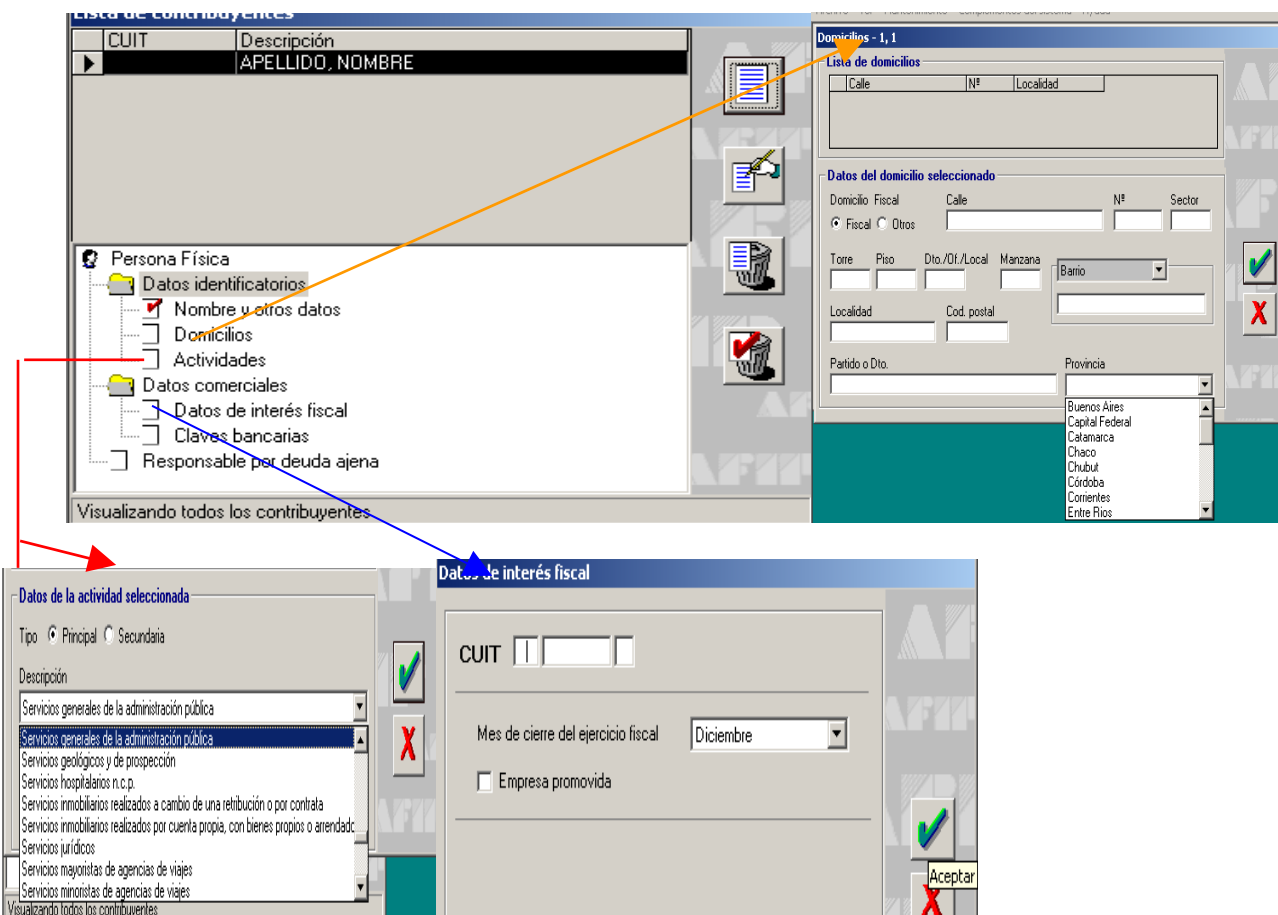 Lista de contribuyentes
CUIT Descripción
APELLIDO, NOMBRE
Persona Física
Datos identificatorios
Nombre y otros datos
Domicilios
Actividades
Datos comerciales
Datos de interés fiscal
Claves bancarias
Responsable por deuda ajena
Visualizando todos los contribuyentes
Domicilios - 1, 1
Lista de domicilios
Calle Nº Localidad
Datos del domicilio seleccionado
Domicilio Fiscal Calle Nº Sector
Fiscal Otros
Torre Piso Dto./Of./Local Manzana
Barrio
Localidad Cod. postal
Partido o Dto. Provincia
Buenos Aires
Capital Federal
Catamarca
Chaco
Chubut
Córdoba
Corrientes
Entre Rios
Datos de la actividad seleccionada
Tipo Principal Secundaria
Descripción
Servicios generales de la administración pública
Servicios generales de la administración pública
Servicios geológicos y de prospección
Servicios hospitalarios n.c.p.
Servicios inmobiliarios realizados a cambio de una retribución o por contrata
Servicios inmobiliarios realizados por cuenta propia, con bienes propios o arrendado
Servicios jurídicos
Servicios mayoristas de agencias de viajes
Servicios minoristas de agencias de viajes
Visualizando todos los contribuyentes
Datos de interés fiscal
CUIT
Mes de cierre del ejercicio fiscal Diciembre
Empresa promovida
Aceptar
AFIP